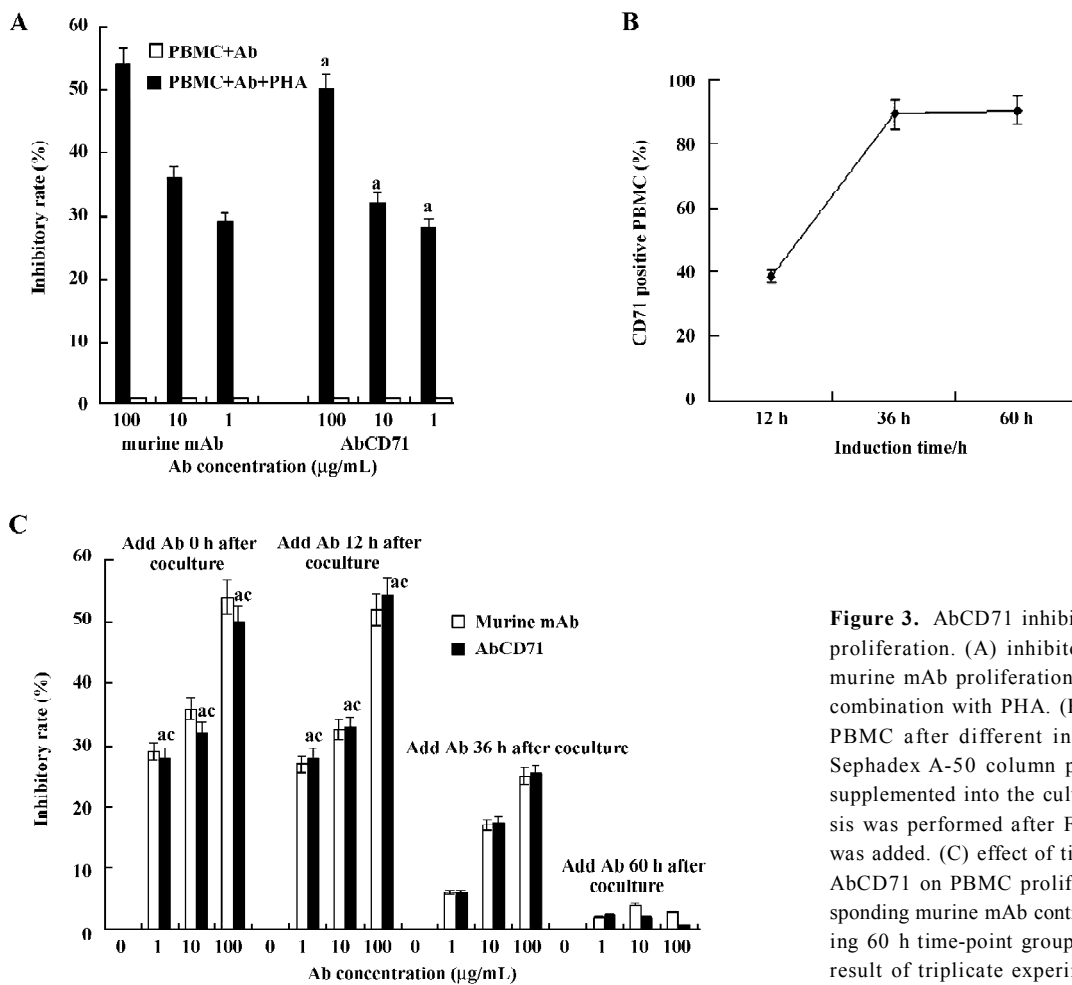 A
60
50
40
30
20
10
0
Inhibitory rate (%)
PBMC+Ab
PBMC+Ab+PHA
a
a
a
100 10 1 100 10 1
murine mAb AbCD71
Ab concentration (μg/mL)
B
100
80
60
40
20
0
CD71 positive PBMC (%)
12 h 36 h 60 h
Induction time/h
C
60
50
40
30
20
10
0
Inhibitory rate (%)
Add Ab 0 h after
coculture
Add Ab 12 h after
coculture
Murine mAb
AbCD71
ac
ac
ac
ac
ac
ac
Add Ab 36 h after coculture
Add Ab 60 h after
coculture
0 1 10 100 0 1 10 100 0 1 10 100 0 1 10 100
Ab concentration (μg/mL)
Figure 3. AbCD71 inhibi
proliferation. (A) inhibito
murine mAb proliferation
combination with PHA. (
PBMC after different in
Sephadex A-50 column p
supplemented into the cultu
sis was performed after F
was added. (C) effect of ti
AbCD71 on PBMC prolif
sponding murine mAb cont
ing 60 h time-point group
result of triplicate experi